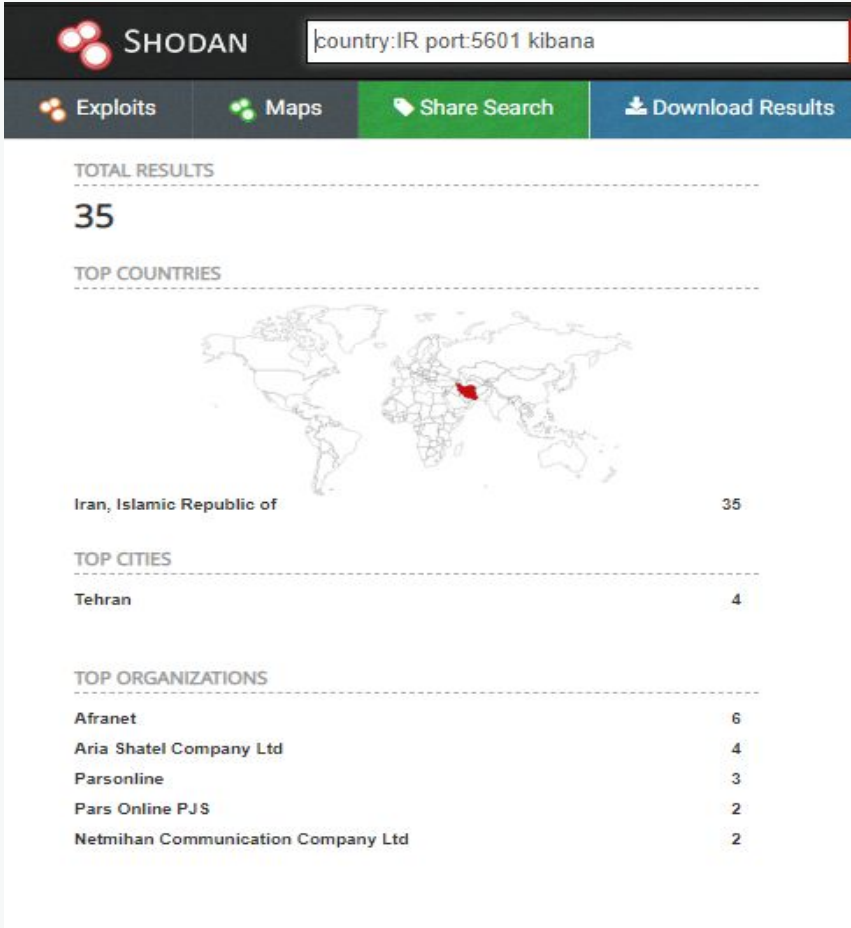 SHODAN country:IR port:5601 kibana
Exploits Maps Share Search Download Results
TOTAL RESULTS
35
TOP COUNTRIES
Iran, Islamic Republic of 35
TOP CITIES
Tehran 4
TOP ORGANIZATIONS
Afranet 6
Aria Shatel Company Ltd 4
Parsonline 3
Pars Online PJS 2
Netmihan Communication Company Ltd 2